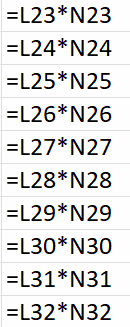 =L23*N23
=L24*N24
=L25*N25
=L26*N26
=L27*N27
=L28*N28
=L29*N29
=L30*N30
=L31*N31
=L32*N32